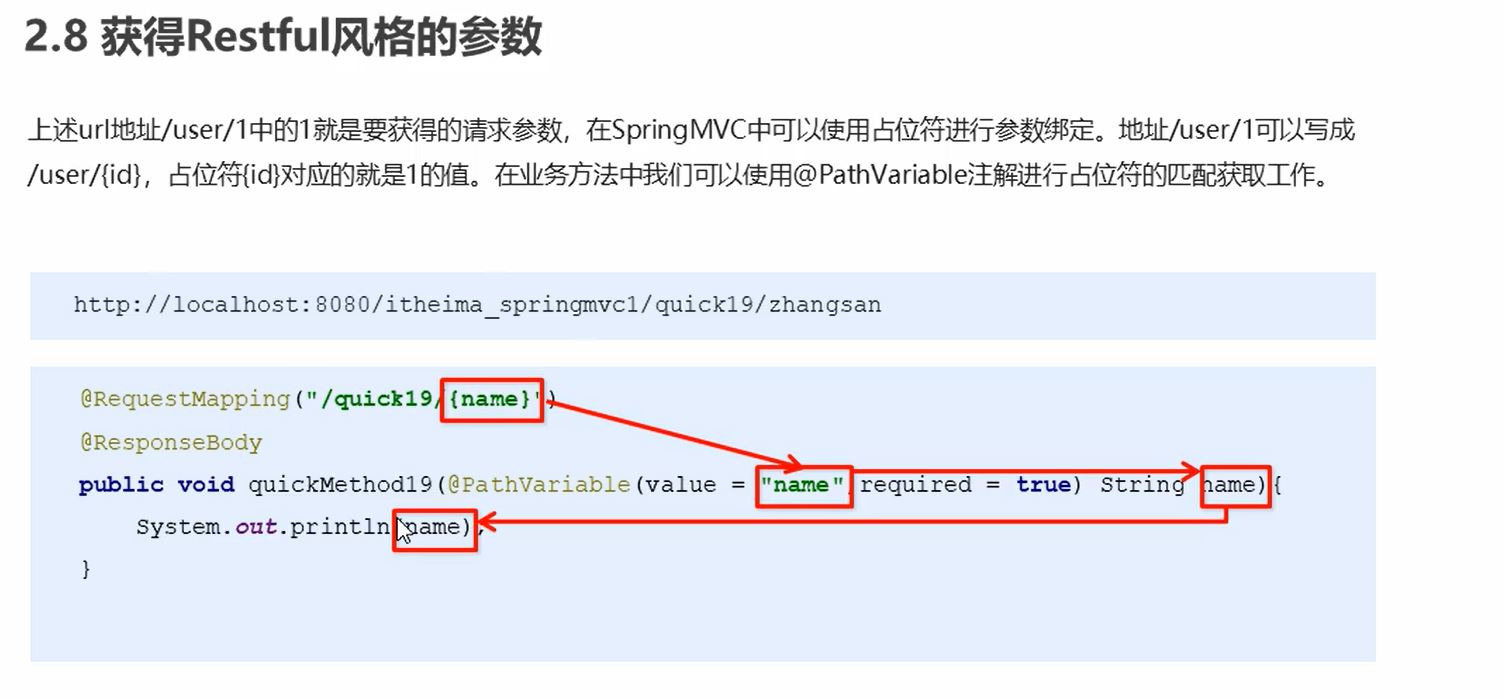 2.8 获得Restful风格的参数
上述url地址/user/1中的1就是要获得的请求参数，在SpringMVC中可以使用占位符进行参数绑定。地址/user/1可以写成
/user/{id}，占位符{id}对应的就是1的值。在业务方法中我们可以使用@PathVariable注解进行占位符的匹配获取工作。
http://localhost:8080/itheima_springmvc1/quick19/zhangsan
@RequestMapping("/quick19/{name}")
@ResponseBody
public void quickMethod19(@PathVariable(value = "name",required = true) String name){
System.out.println(name);
}